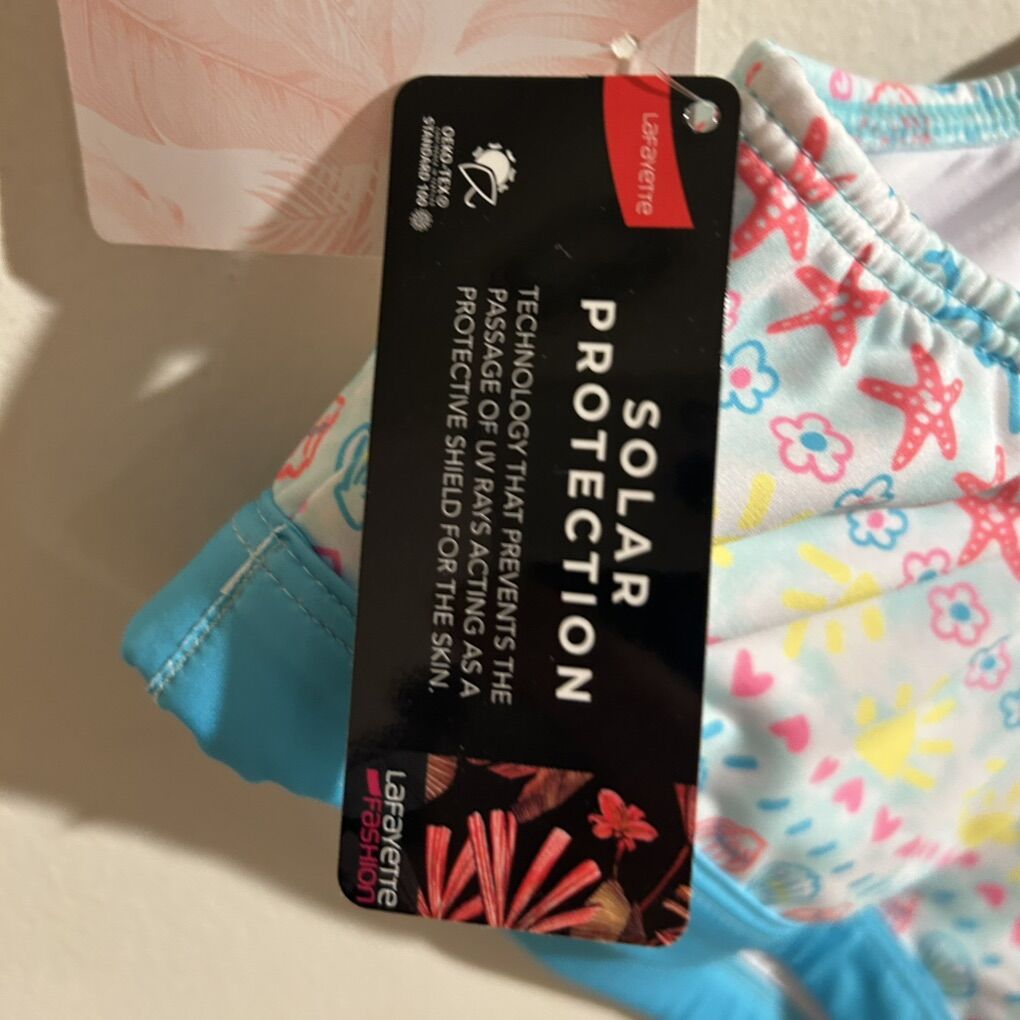 Lafayette
OEKO-TEX®
STANDARD 100
SOLAR
PROTECTION
TECHNOLOGY THAT PREVENTS THE
PASSAGE OF UV RAYS ACTING AS A
PROTECTIVE SHIELD FOR THE SKIN.
Lafayette
FASHION